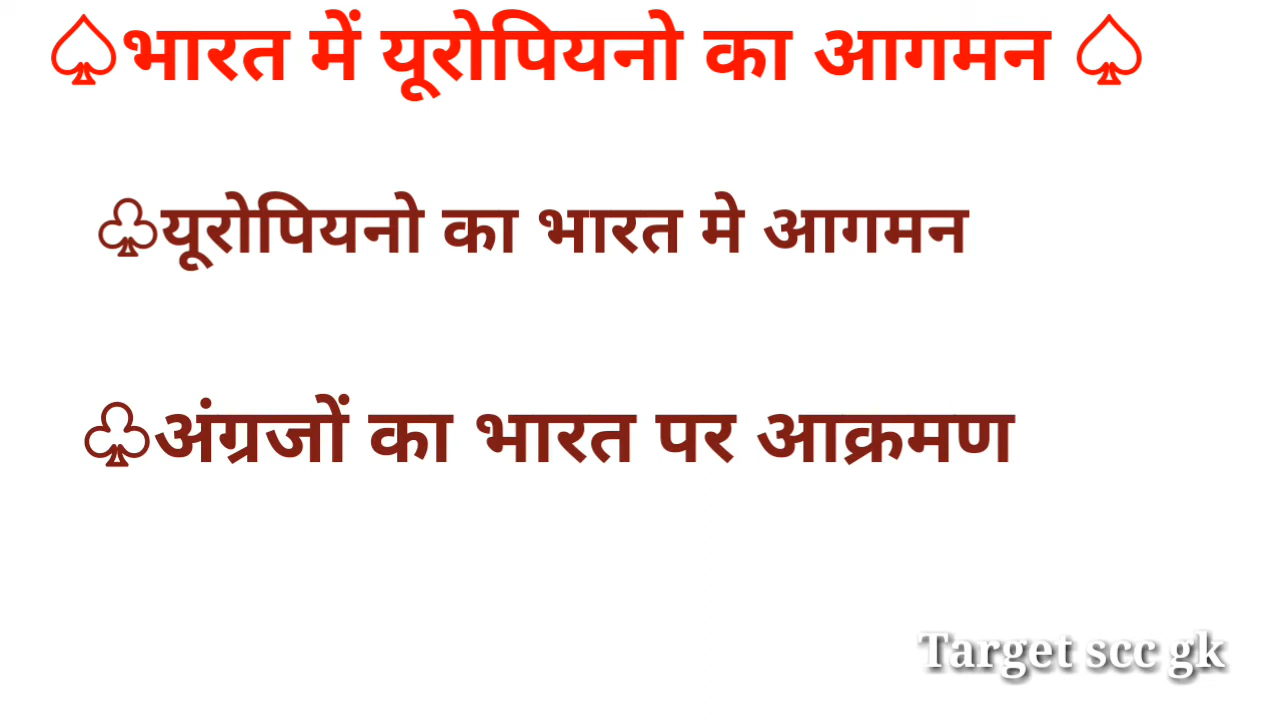 ♤भारत में यूरोपियनो का आगमन ♤
♧यूरोपियनो का भारत मे आगमन
♧अंग्रजों का भारत पर आक्रमण
Target scc gk